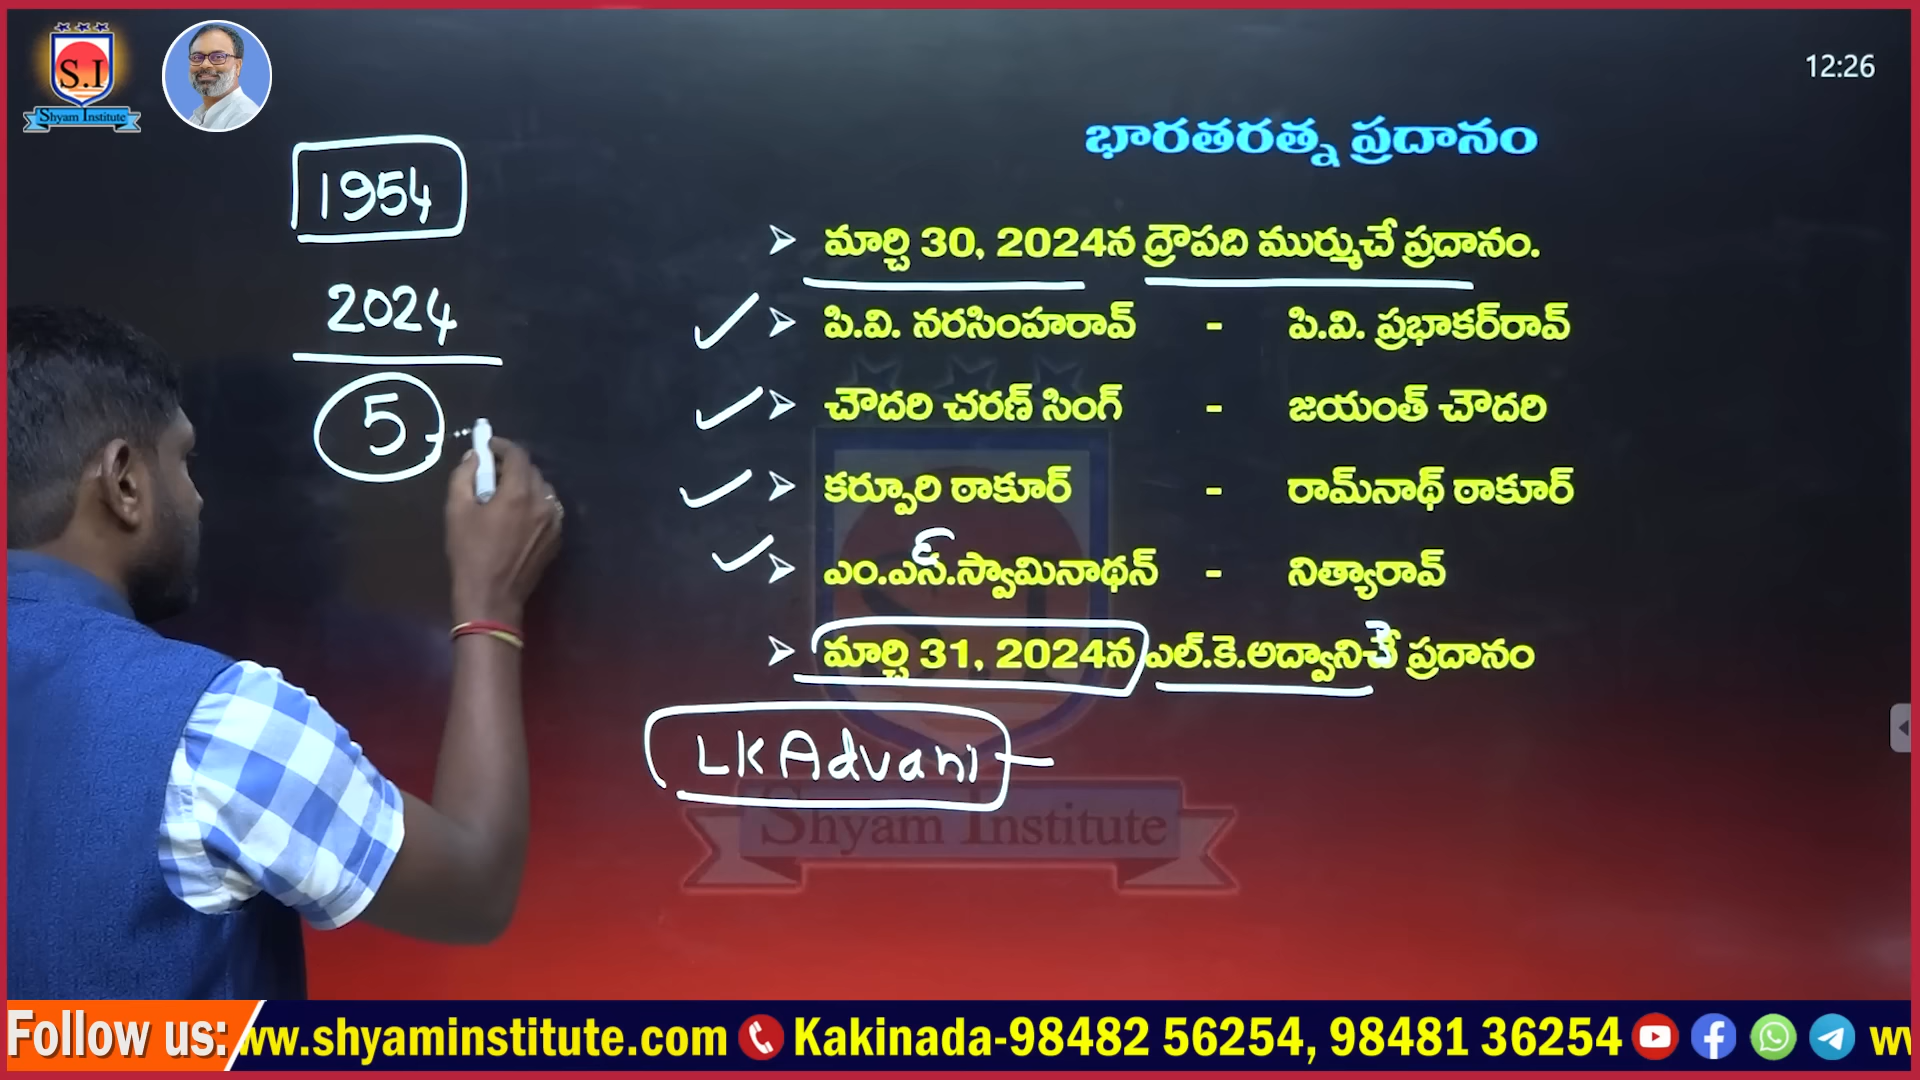 S.I
Shyam Institute
12:26
1954
2024
5
భారతరత్న ప్రదానం
➢ మార్చి 30, 2024న ద్రౌపది ముర్ముచే ప్రదానం.
➢ పి.వి. నరసింహరావ్ - పి.వి. ప్రభాకర్‌రావ్
➢ చౌదరి చరణ్ సింగ్ - జయంత్ చౌదరి
➢ కర్పూరి ఠాకూర్ - రామ్‌నాథ్ ఠాకూర్
➢ ఎం.ఎస్.స్వామినాథన్ - నిత్యారావ్
➢ మార్చి 31, 2024న ఎల్.కె.అద్వానిచే ప్రదానం
LK Advani
Shyam Institute
Follow us: ww.shyaminstitute.com Kakinada-98482 56254, 98481 36254